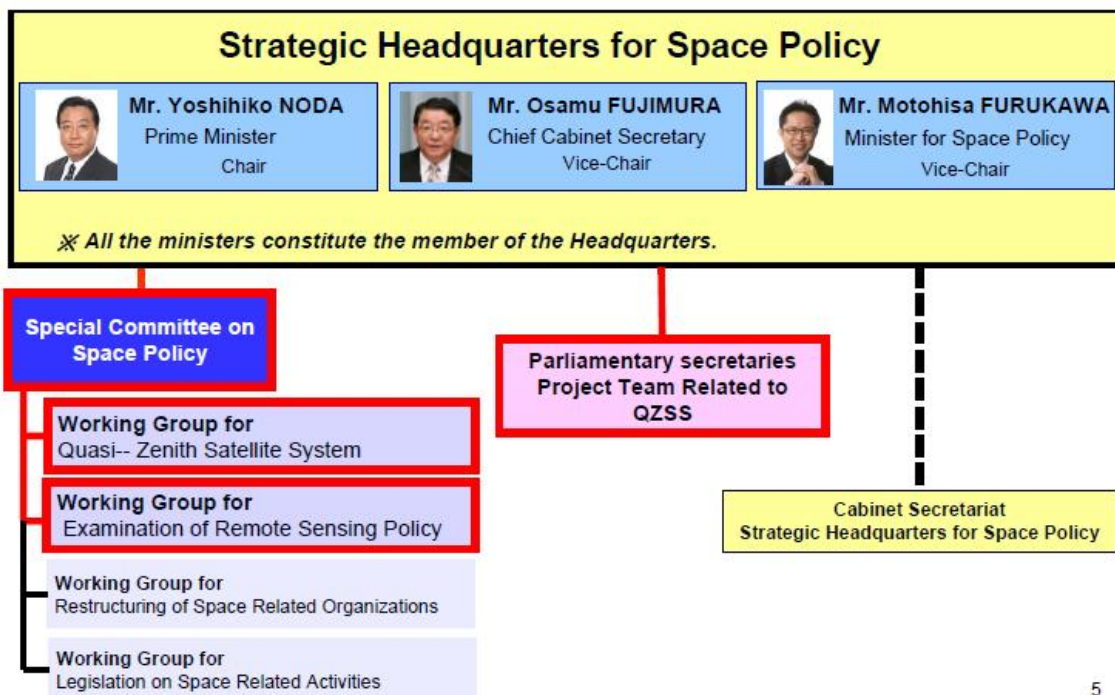 Strategic Headquarters for Space Policy
Mr. Yoshihiko NODA
Prime Minister
Chair
Mr. Osamu FUJIMURA
Chief Cabinet Secretary
Vice-Chair
Mr. Motohisa FURUKAWA
Minister for Space Policy
Vice-Chair
※ All the ministers constitute the member of the Headquarters.
Special Committee on
Space Policy
Parliamentary secretaries
Project Team Related to
QZSS
Working Group for
Quasi-- Zenith Satellite System
Working Group for
Examination of Remote Sensing Policy
Cabinet Secretariat
Strategic Headquarters for Space Policy
Working Group for
Restructuring of Space Related Organizations
Working Group for
Legislation on Space Related Activities
5